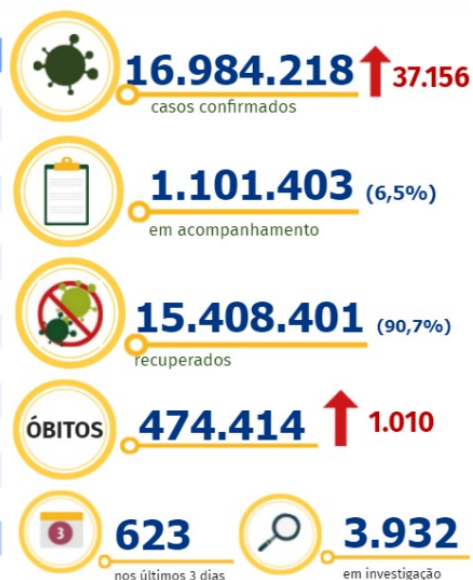 16.984.218 37.156
casos confirmados
1.101.403 (6,5%)
em acompanhamento
15.408.401 (90,7%)
recuperados
ÓBITOS 474.414 1.010
3 623 3.932
nos últimos 3 dias em investigação